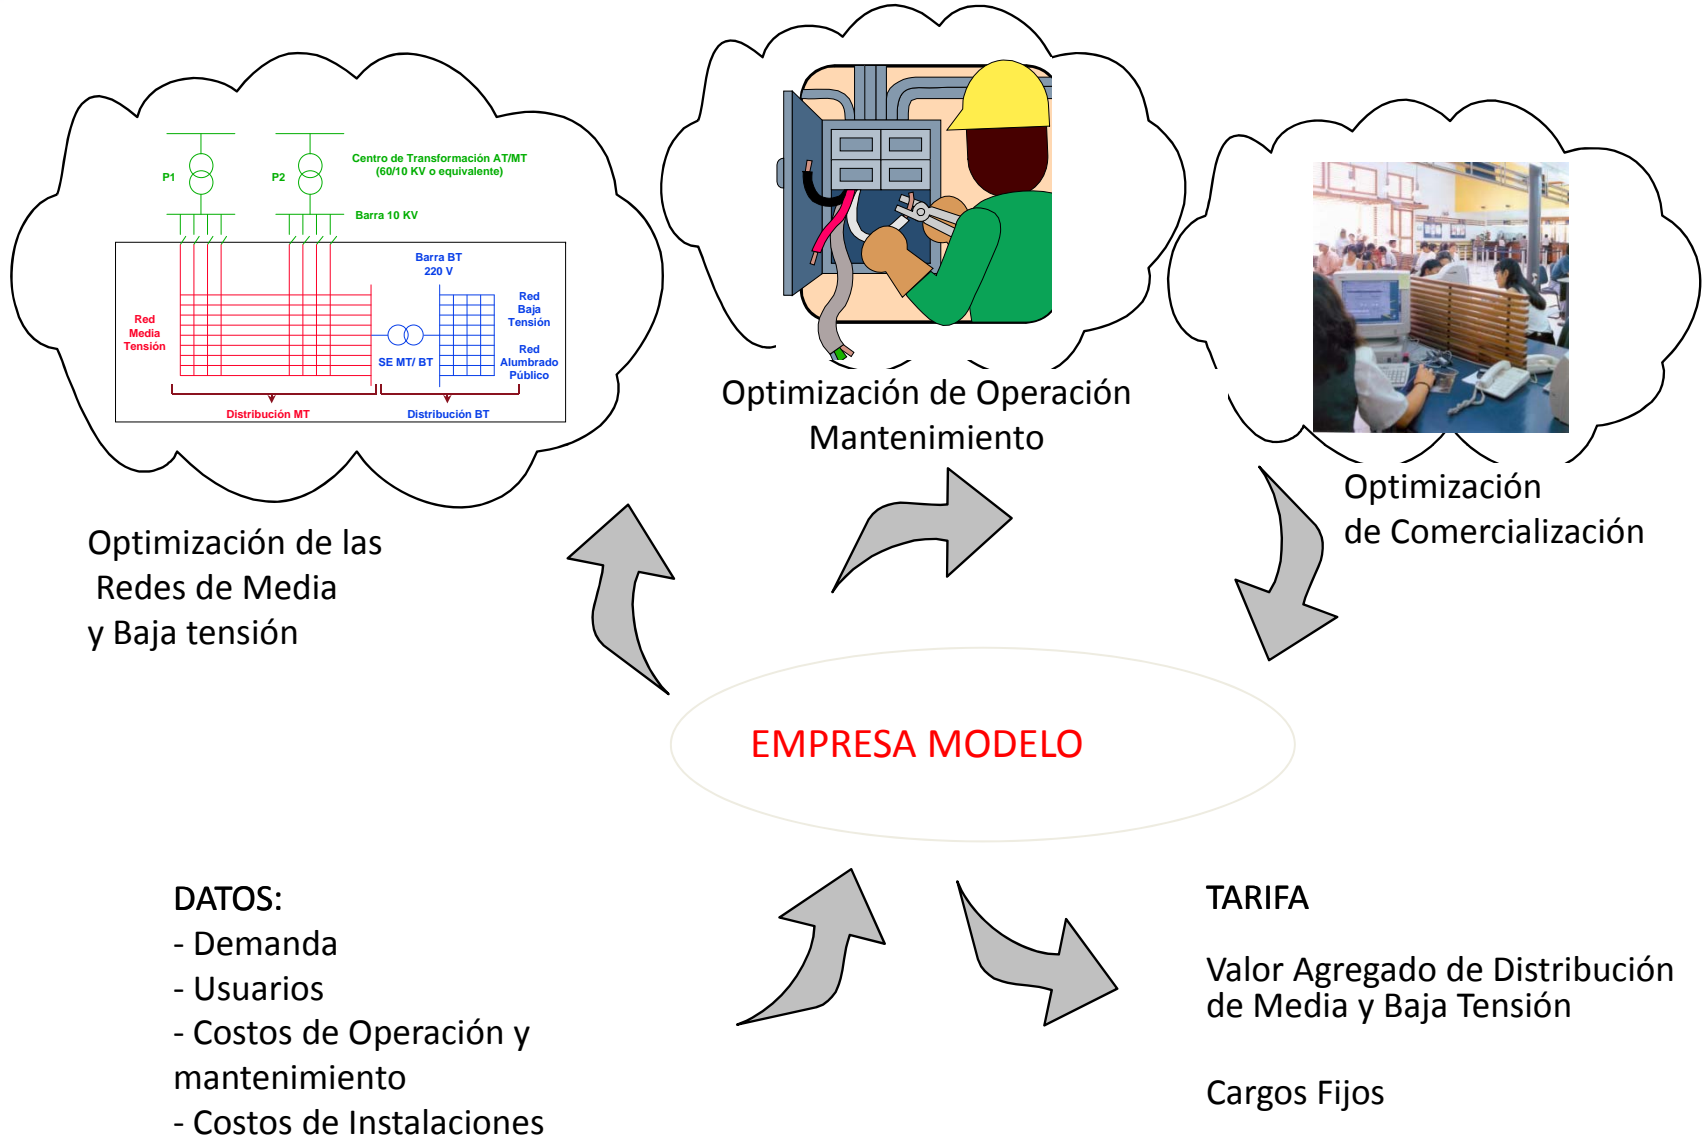 P1
P2
Centro de Transformación AT/MT
(60/10 KV o equivalente)
Barra 10 KV
Barra BT
220 V
Red
Media
Tensión
Red
Baja
Tensión
SE MT/ BT
Red
Alumbrado
Público
Distribución MT
Distribución BT
Optimización de las
Redes de Media
y Baja tensión
Optimización de Operación
Mantenimiento
Optimización
de Comercialización
EMPRESA MODELO
DATOS:
- Demanda
- Usuarios
- Costos de Operación y
mantenimiento
- Costos de Instalaciones
TARIFA
Valor Agregado de Distribución
de Media y Baja Tensión
Cargos Fijos